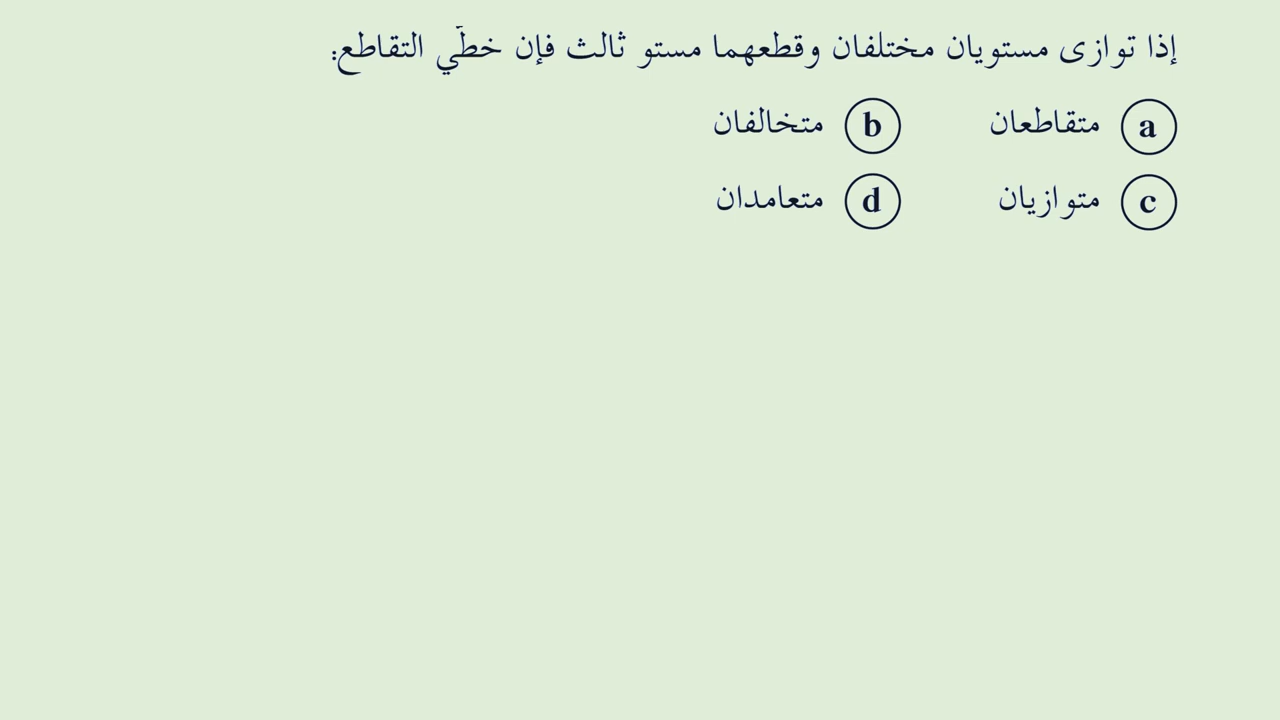 إذا توازى مستويان مختلفان وقطعهما مستو ثالث فإن خطّي التقاطع:
a متقاطعان b متخالفان
c متوازيان d متعامدان